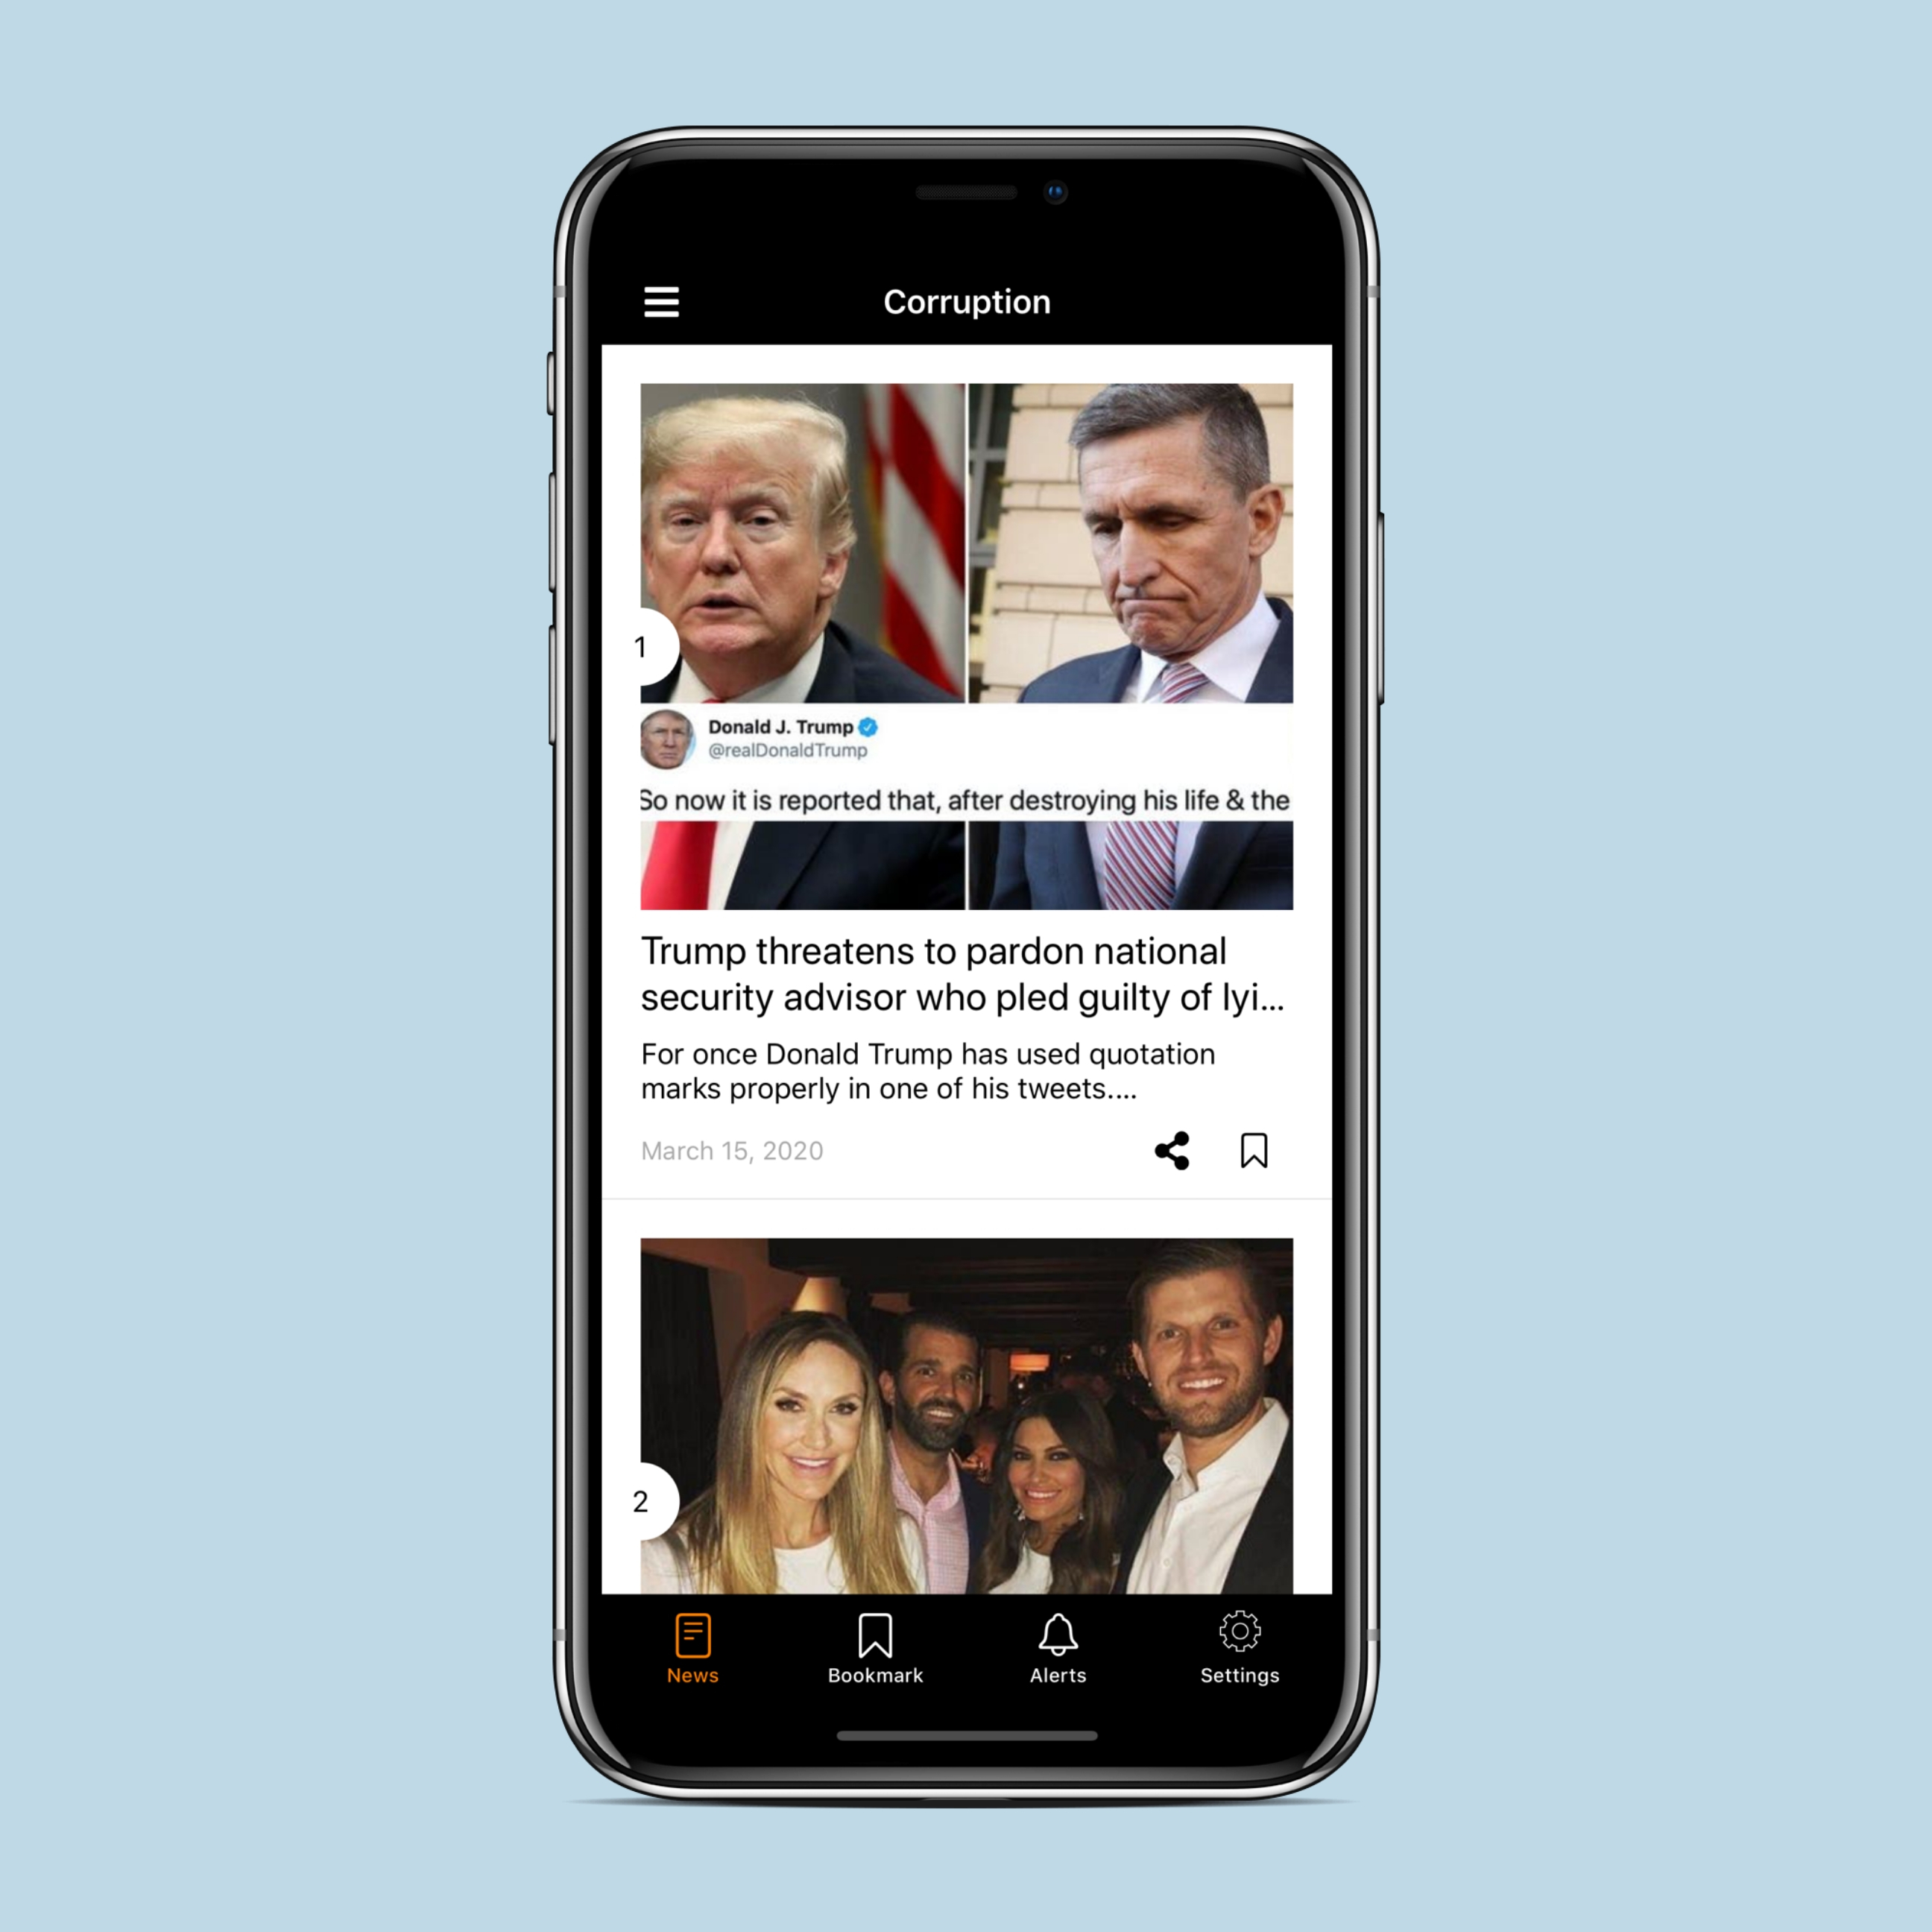 Corruption
1
Donald J. Trump
@realDonaldTrump
So now it is reported that, after destroying his life & the
Trump threatens to pardon national
security advisor who pled guilty of lyi...
For once Donald Trump has used quotation
marks properly in one of his tweets....
March 15, 2020
2
News Bookmark Alerts Settings